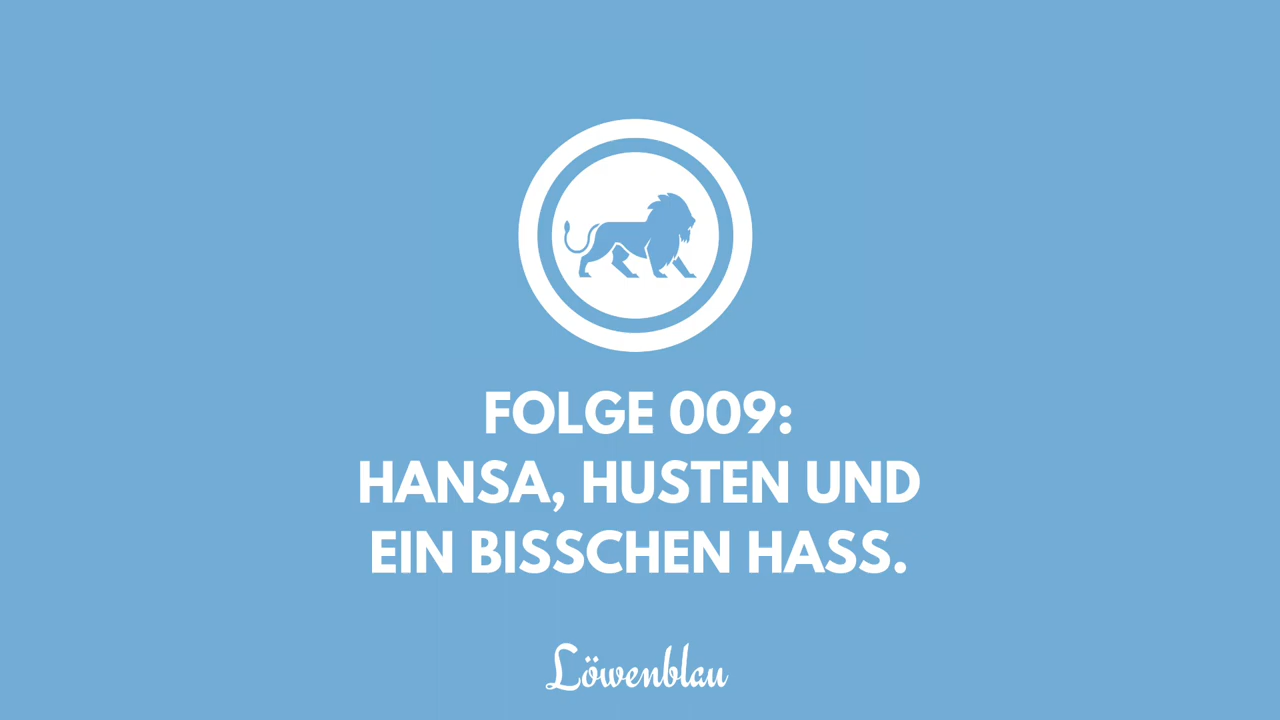 FOLGE 009:
HANSA, HUSTEN UND
EIN BISSCHEN HASS.
Löwenblau